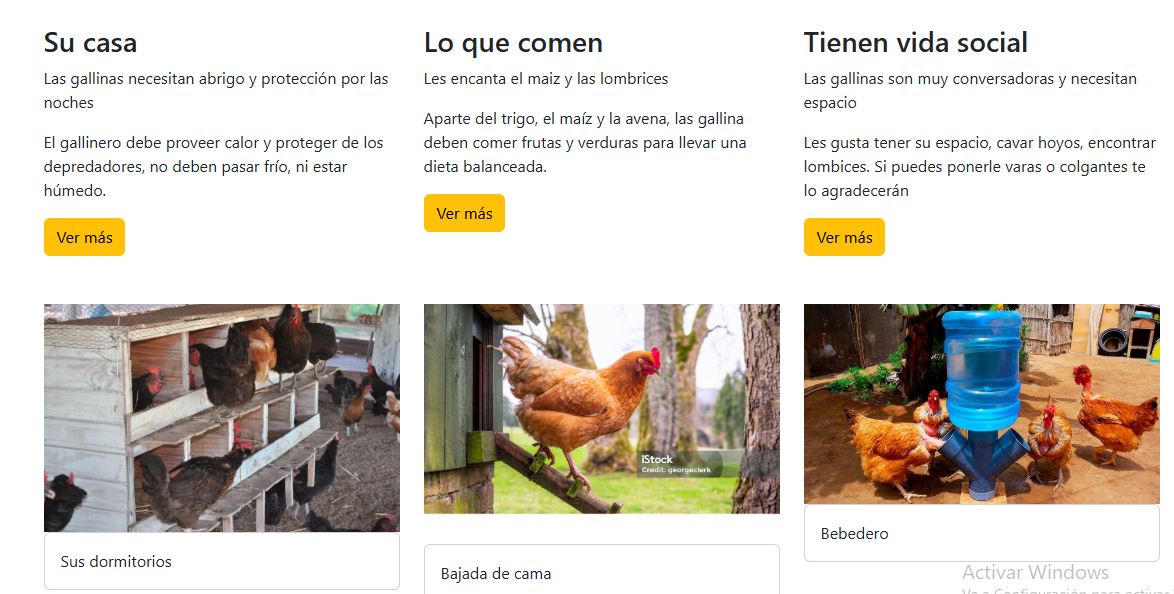 Su casa
Las gallinas necesitan abrigo y protección por las
noches
El gallinero debe proveer calor y proteger de los
depredadores, no deben pasar frío, ni estar
húmedo.
Ver más
Lo que comen
Les encanta el maiz y las lombrices
Aparte del trigo, el maíz y la avena, las gallina
deben comer frutas y verduras para llevar una
dieta balanceada.
Ver más
Tienen vida social
Las gallinas son muy conversadoras y necesitan
espacio
Les gusta tener su espacio, cavar hoyos, encontrar
lombices. Si puedes ponerle varas o colgantes te
lo agradecerán
Ver más
iStock
Credit: georgeclerk
Sus dormitorios
Bajada de cama
Bebedero
Activar Windows